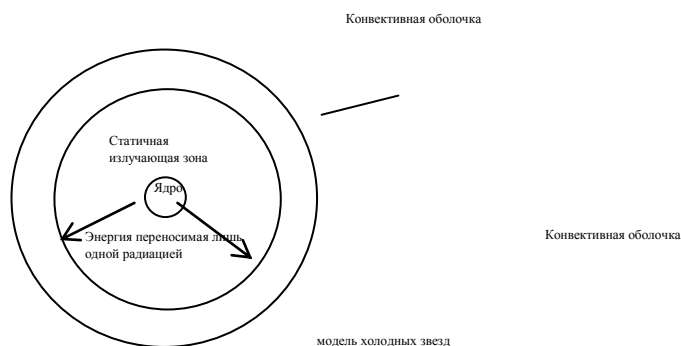 Конвективная оболочка
Статичная
излучающая зона
Ядро
Энергия переносимая лишь
одной радиацией
Конвективная оболочка
модель холодных звезд